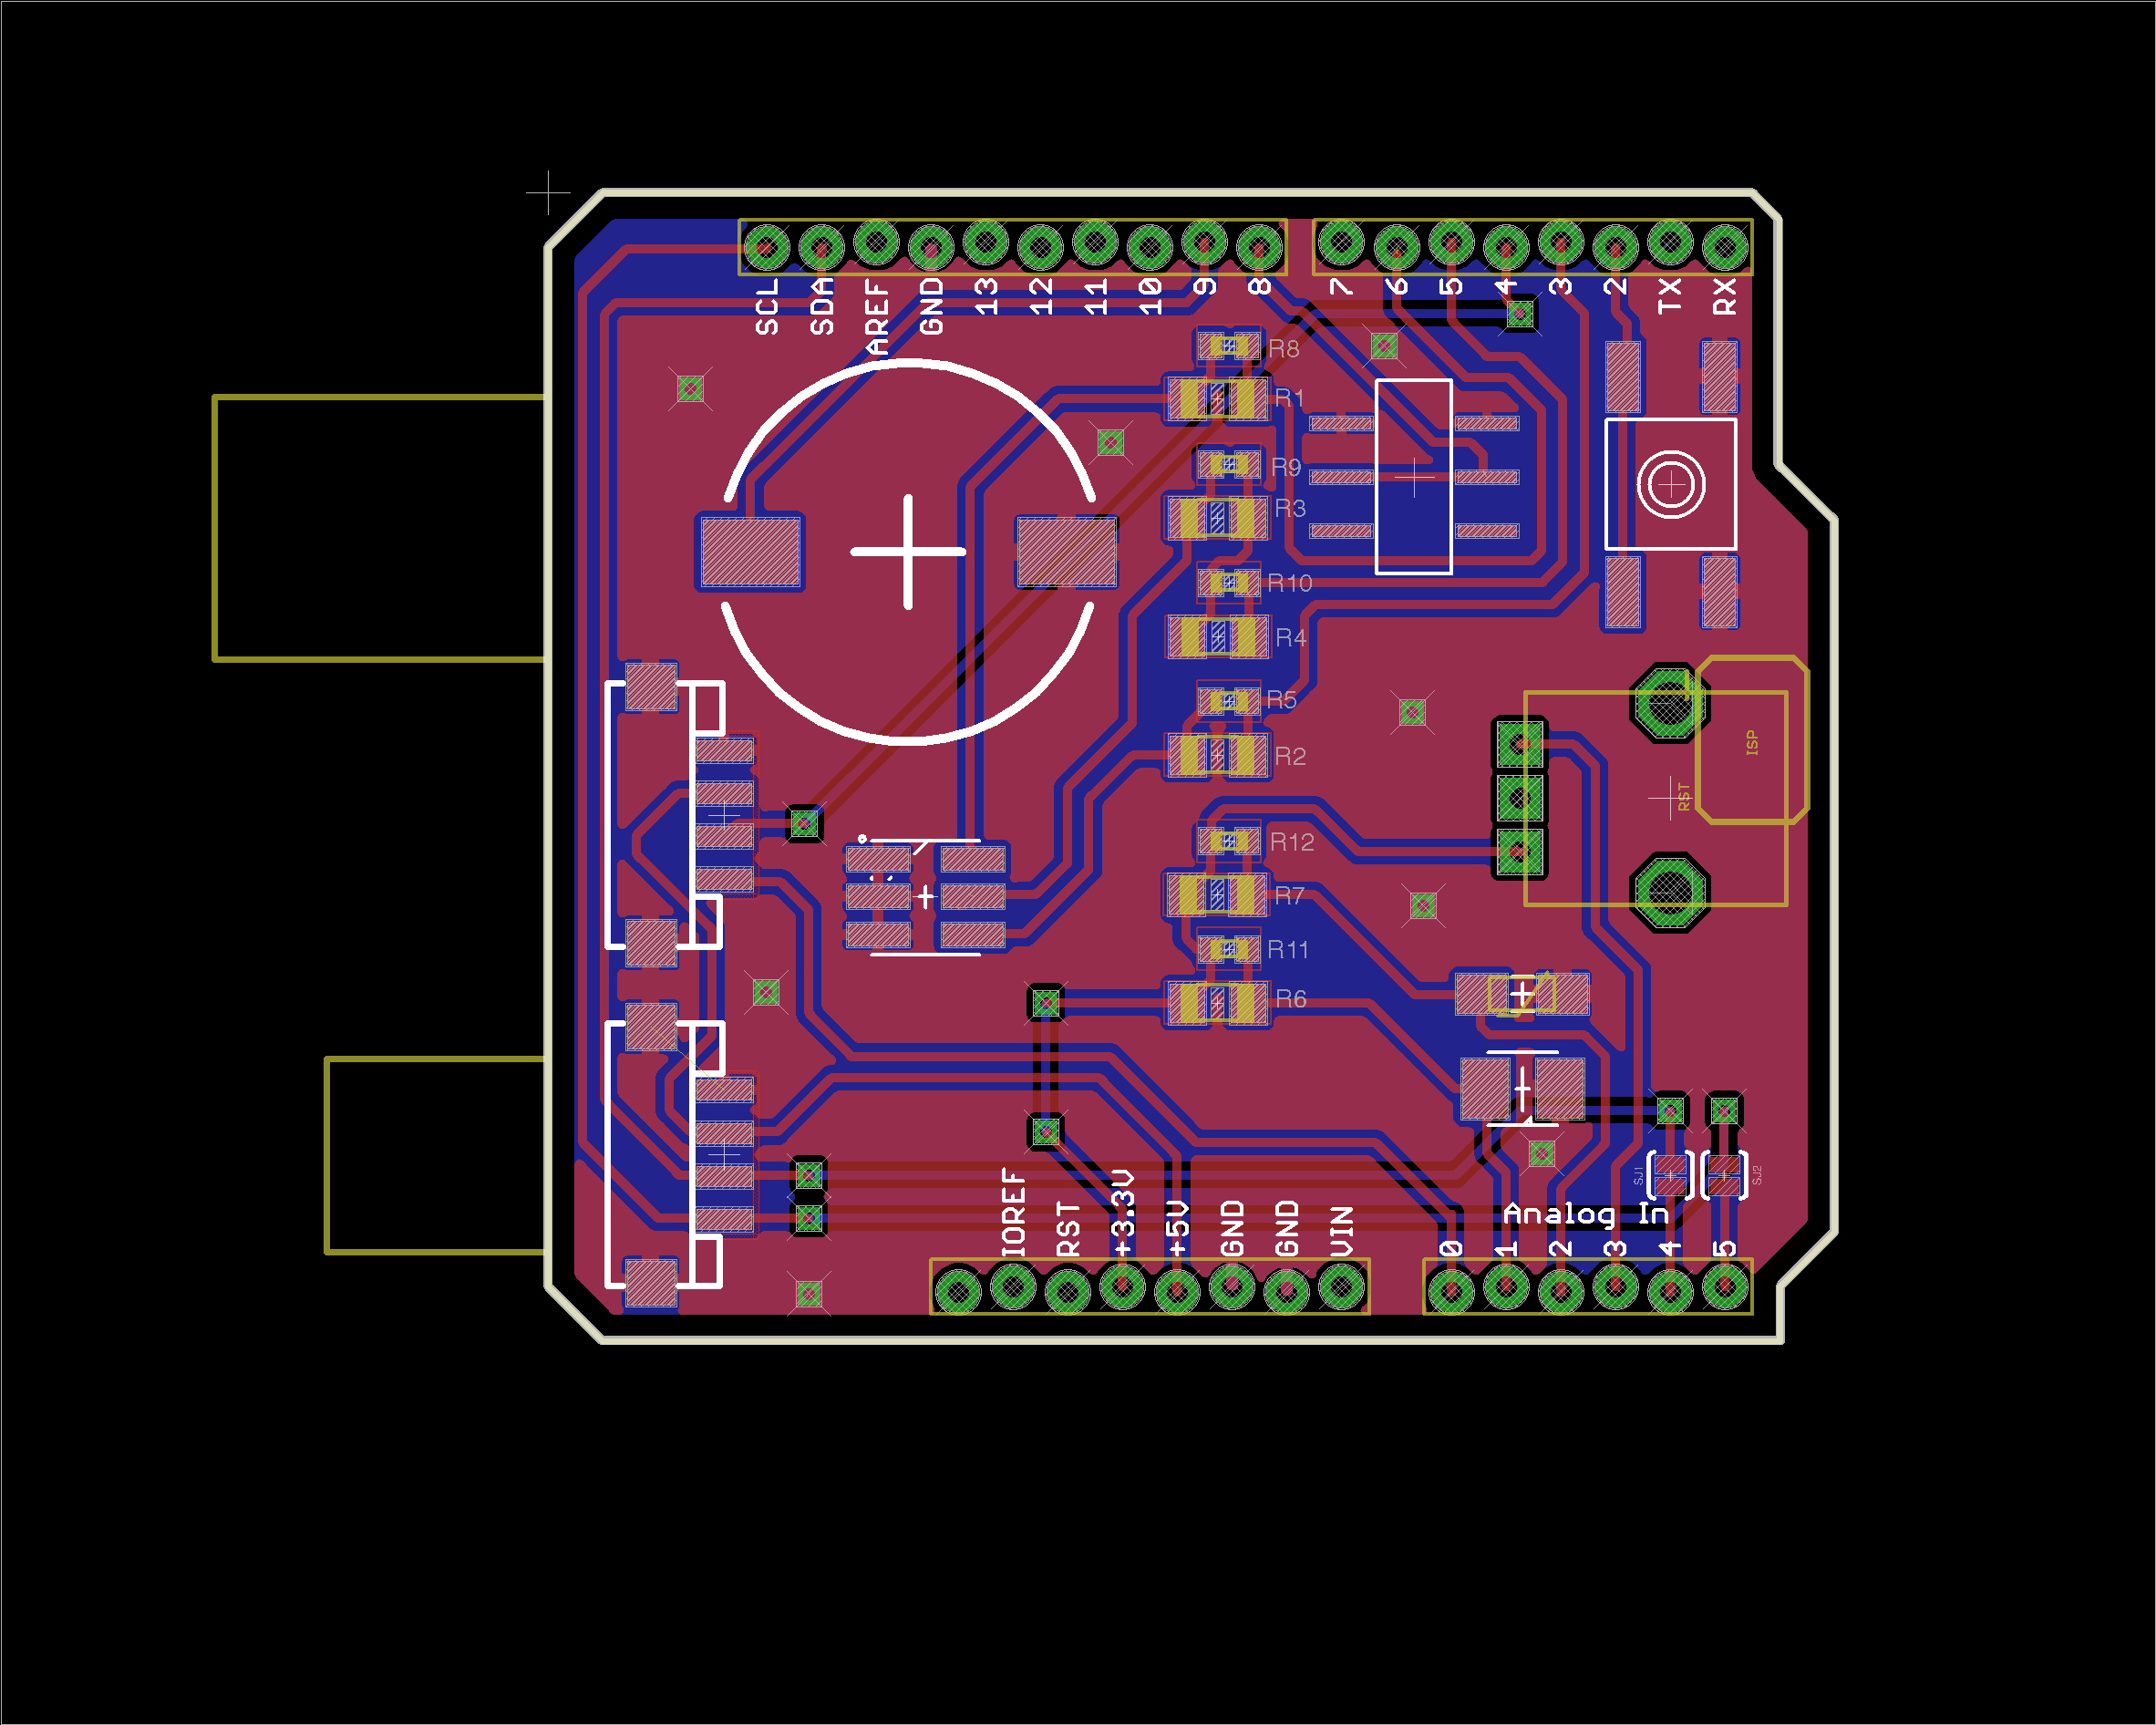 SCL
SDA
AREF
GND
13
12
11
10
9
8
7
6
5
4
3
2
TX
RX
R8
R1
R9
R3
R10
R4
R5
R2
R12
R7
R11
R6
ISP
RST
SJ1
SJ2
IOREF
RST
+3.3V
+5V
GND
GND
VIN
Analog In
0
1
2
3
4
5